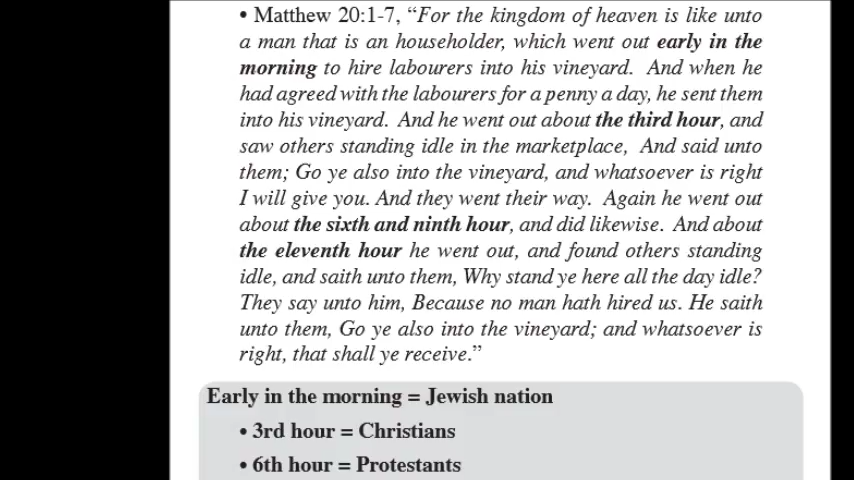 • Matthew 20:1-7, “For the kingdom of heaven is like unto
a man that is an householder, which went out early in the
morning to hire labourers into his vineyard. And when he
had agreed with the labourers for a penny a day, he sent them
into his vineyard. And he went out about the third hour, and
saw others standing idle in the marketplace, And said unto
them; Go ye also into the vineyard, and whatsoever is right
I will give you. And they went their way. Again he went out
about the sixth and ninth hour, and did likewise. And about
the eleventh hour he went out, and found others standing
idle, and saith unto them, Why stand ye here all the day idle?
They say unto him, Because no man hath hired us. He saith
unto them, Go ye also into the vineyard; and whatsoever is
right, that shall ye receive.”
Early in the morning = Jewish nation
• 3rd hour = Christians
• 6th hour = Protestants